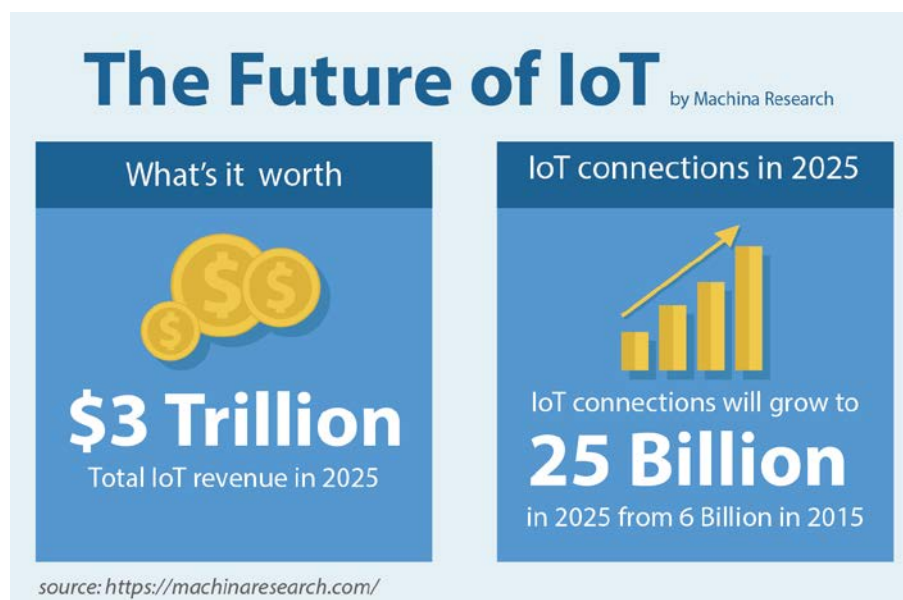 The Future of IoT by Machina Research
What's it worth
$ $ $
$3 Trillion
Total IoT revenue in 2025
IoT connections in 2025
IoT connections will grow to
25 Billion
in 2025 from 6 Billion in 2015
source: https://machinaresearch.com/